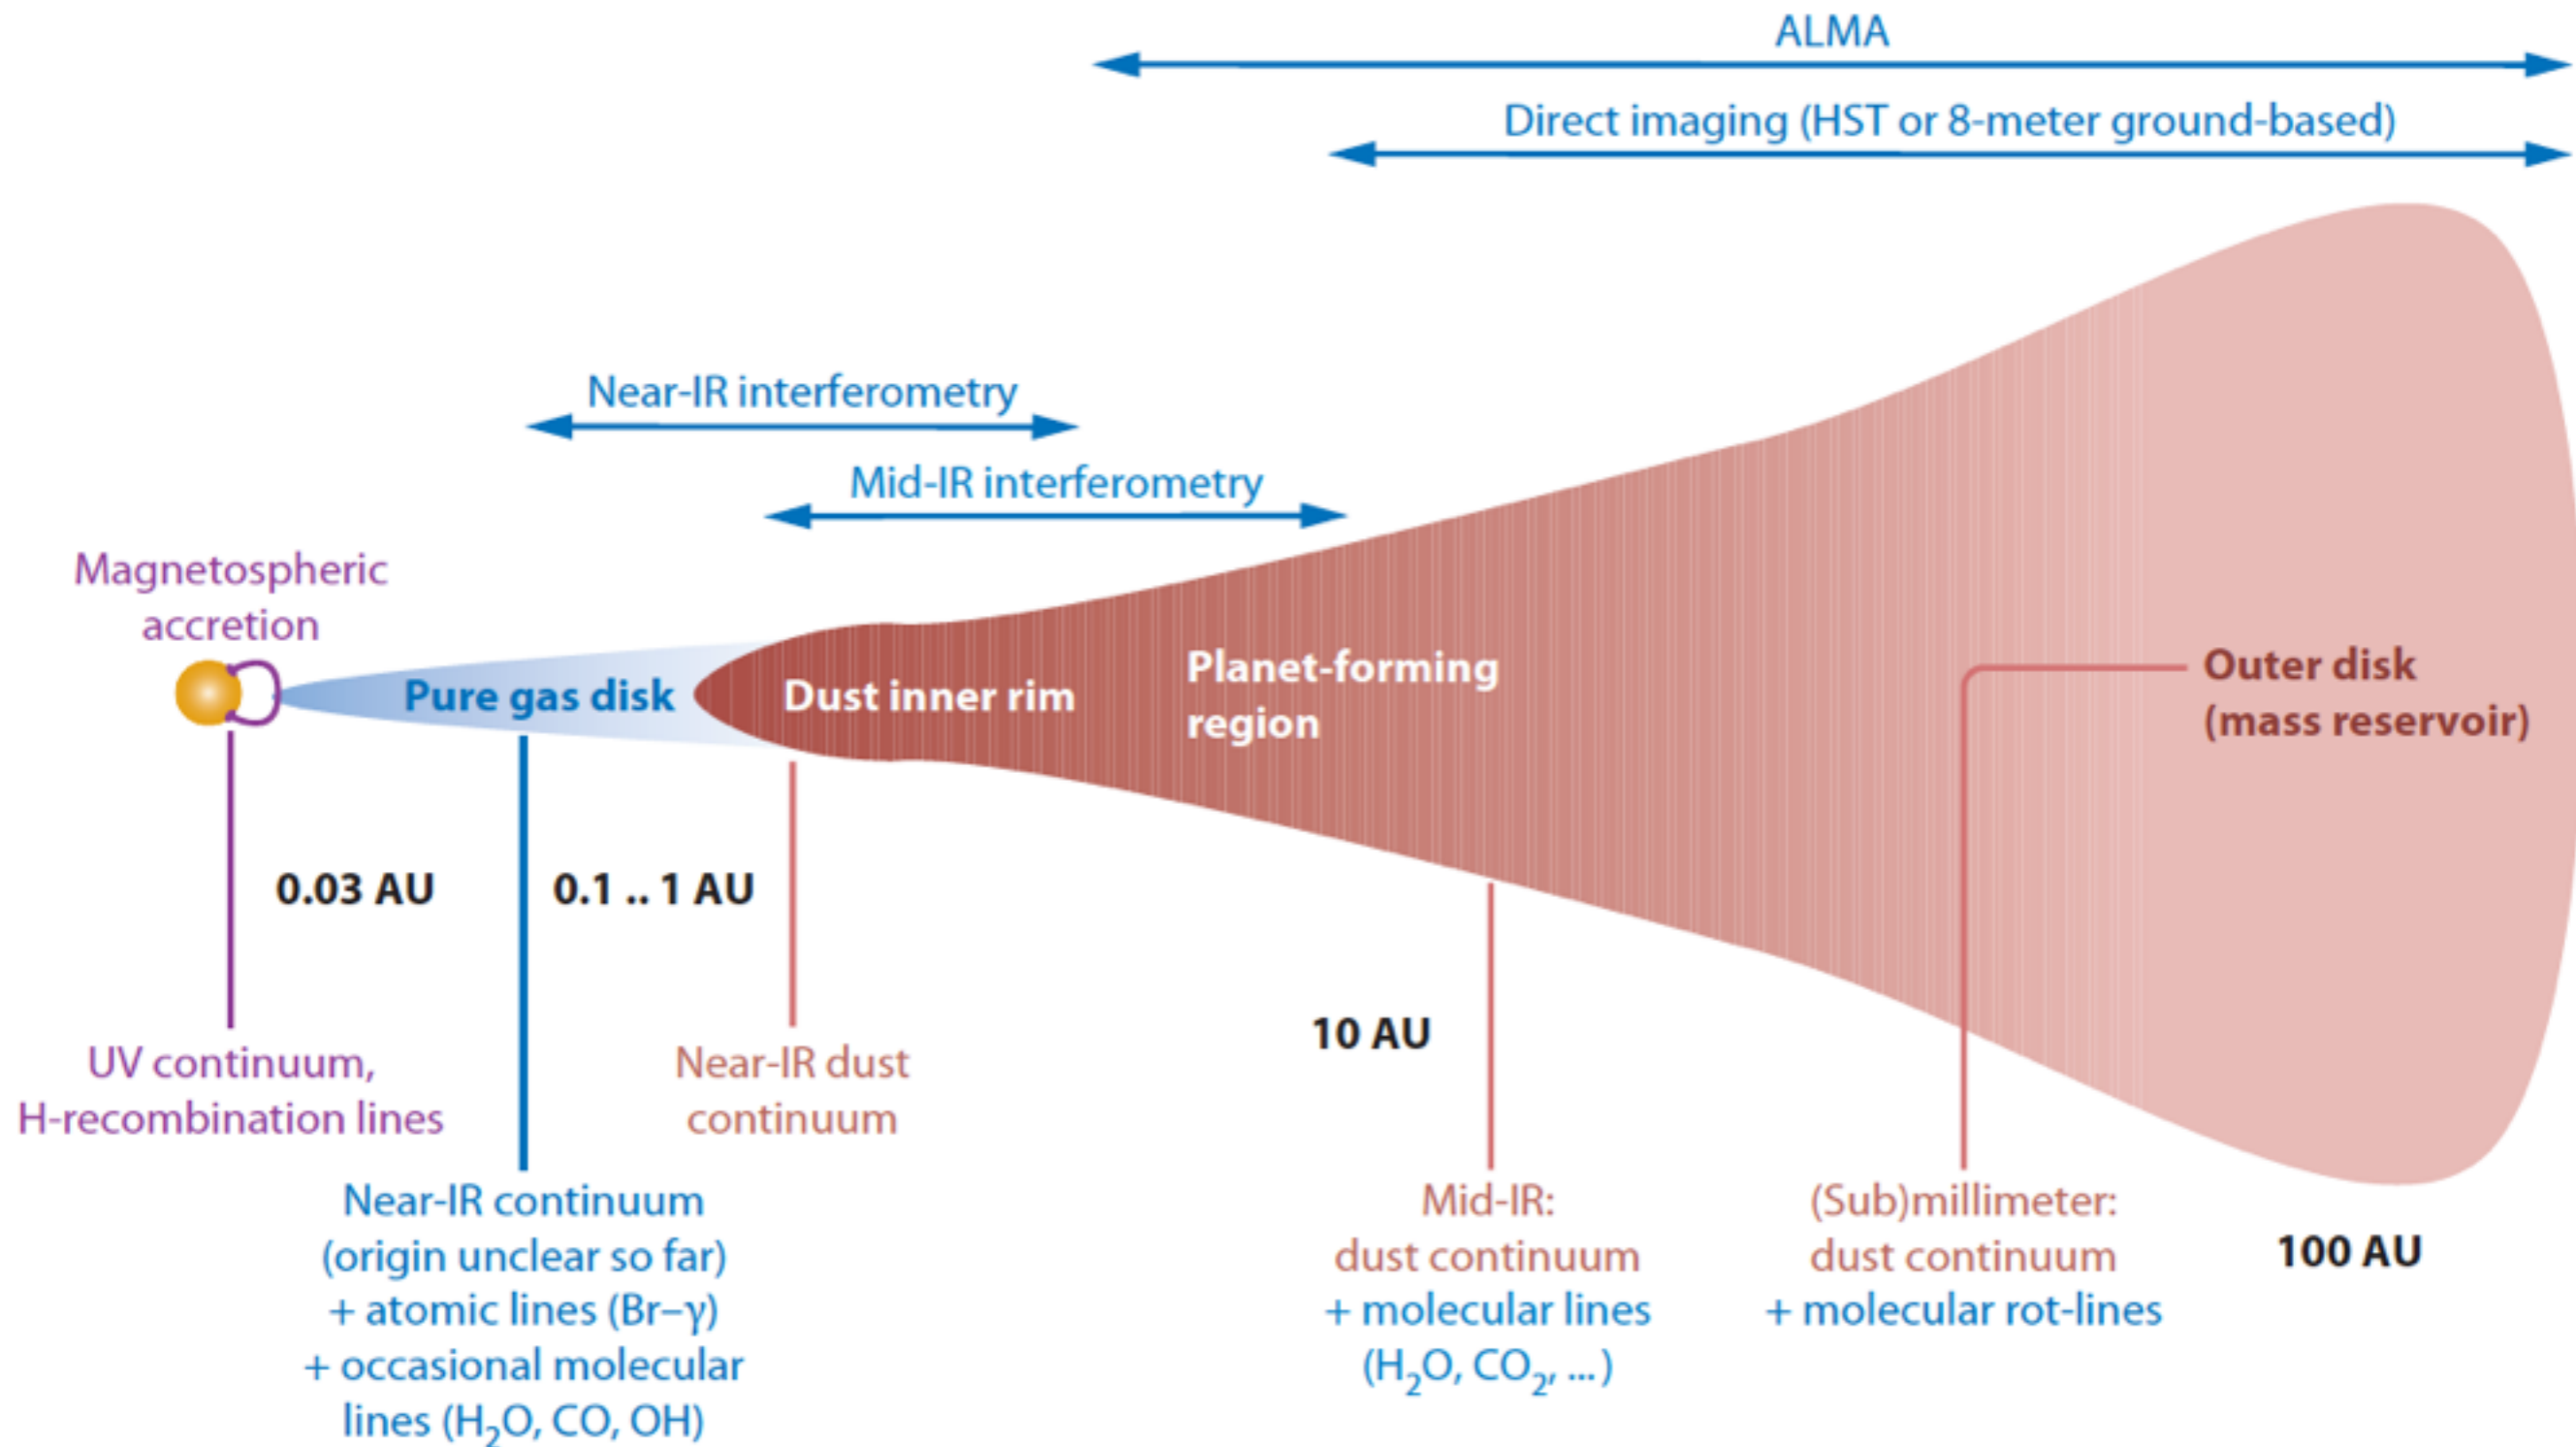 ALMA
Direct imaging (HST or 8-meter ground-based)
Near-IR interferometry
Mid-IR interferometry
Magnetospheric
accretion
Pure gas disk
Dust inner rim
Planet-forming
region
Outer disk
(mass reservoir)
0.03 AU
0.1 .. 1 AU
10 AU
100 AU
UV continuum,
H-recombination lines
Near-IR continuum
(origin unclear so far)
+ atomic lines (Br–γ)
+ occasional molecular
lines (H₂O, CO, OH)
Near-IR dust
continuum
Mid-IR:
dust continuum
+ molecular lines
(H₂O, CO₂, ...)
(Sub)millimeter:
dust continuum
+ molecular rot-lines